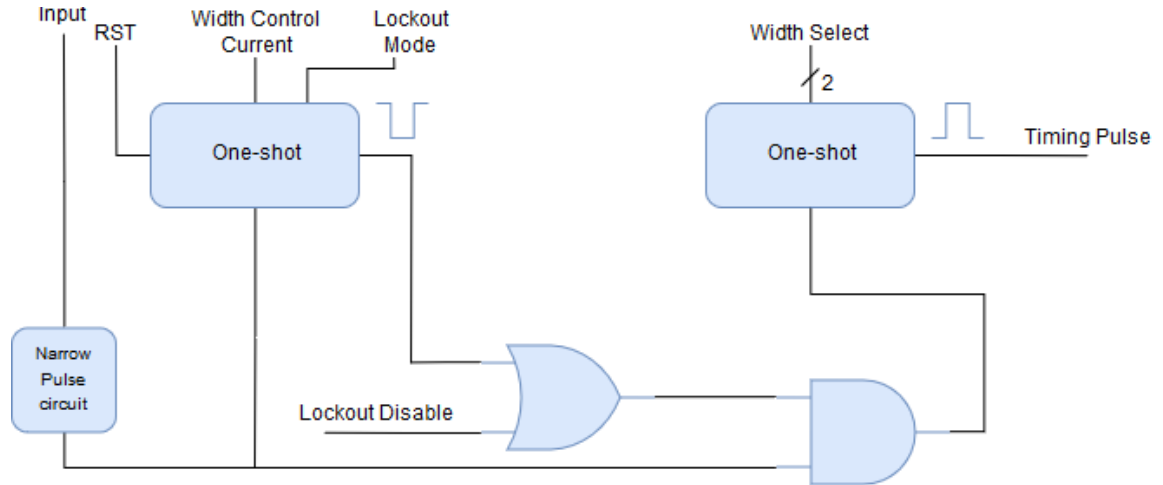 Input
RST
Width Control
Current
Lockout
Mode
Width Select
2
One-shot
One-shot
Timing Pulse
Narrow
Pulse
circuit
Lockout Disable